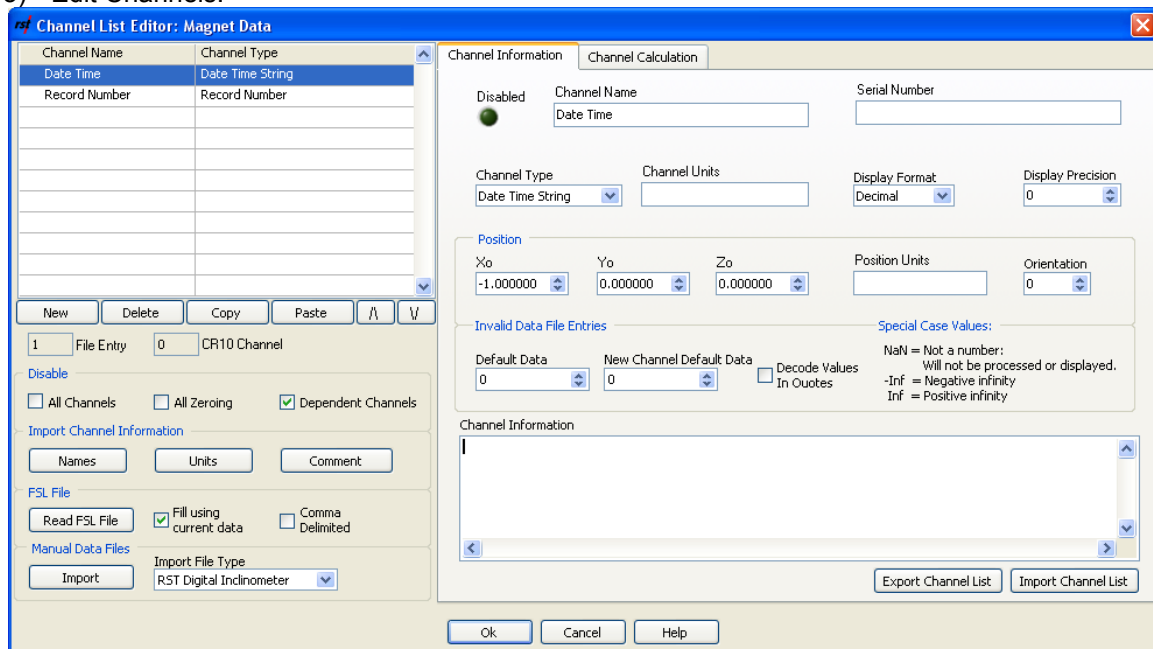 Edit Channels.
rst Channel List Editor: Magnet Data
Channel Name Channel Type
Date Time Date Time String
Record Number Record Number
New Delete Copy Paste /\ \/
1 File Entry 0 CR10 Channel
Disable
All Channels All Zeroing Dependent Channels
Import Channel Information
Names Units Comment
FSL File
Read FSL File Fill using current data Comma Delimited
Manual Data Files
Import File Type
Import RST Digital Inclinometer
Channel Information Channel Calculation
Disabled Channel Name Serial Number
Date Time
Channel Type Channel Units Display Format Display Precision
Date Time String Decimal 0
Position
Xo Yo Zo Position Units Orientation
-1.000000 0.000000 0.000000 0
Invalid Data File Entries Special Case Values:
Default Data New Channel Default Data Decode Values In Quotes
0 0
NaN = Not a number:
Will not be processed or displayed.
-Inf = Negative infinity
Inf = Positive infinity
Channel Information
Export Channel List Import Channel List
Ok Cancel Help